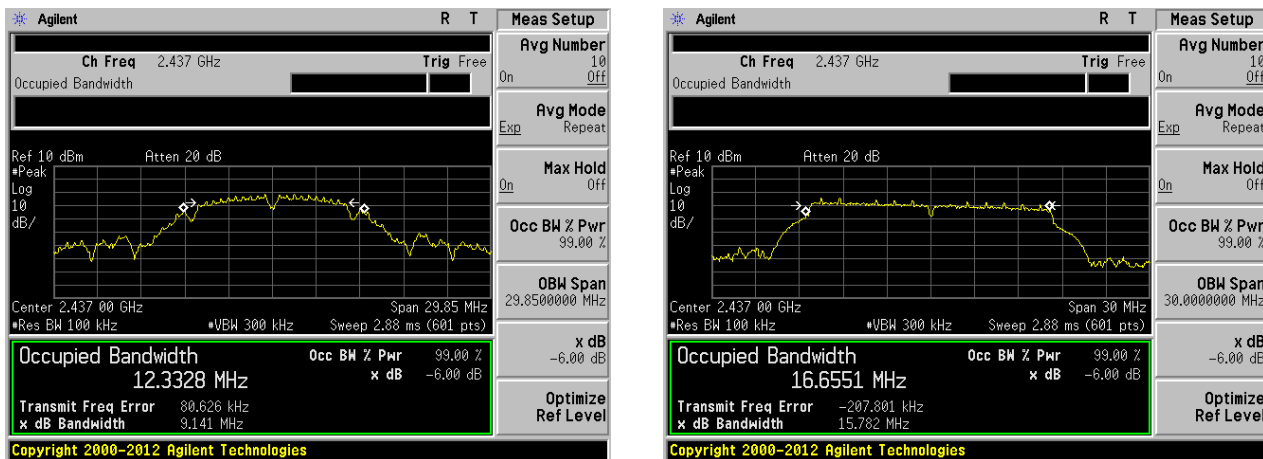 Agilent R T
Ch Freq 2.437 GHz Trig Free
Occupied Bandwidth
Ref 10 dBm Atten 20 dB
#Peak
Log
10
dB/
Center 2.437 00 GHz Span 29.85 MHz
#Res BW 100 kHz #VBW 300 kHz Sweep 2.88 ms (601 pts)
Occupied Bandwidth Occ BW % Pwr 99.00 %
12.3328 MHz x dB -6.00 dB
Transmit Freq Error 80.626 kHz
x dB Bandwidth 9.141 MHz
Copyright 2000-2012 Agilent Technologies
Meas Setup
Avg Number
10
On Off
Avg Mode
Exp Repeat
Max Hold
On Off
Occ BW % Pwr
99.00 %
OBW Span
29.8500000 MHz
x dB
-6.00 dB
Optimize
Ref Level
Agilent R T
Ch Freq 2.437 GHz Trig Free
Occupied Bandwidth
Ref 10 dBm Atten 20 dB
#Peak
Log
10
dB/
Center 2.437 00 GHz Span 30 MHz
#Res BW 100 kHz #VBW 300 kHz Sweep 2.88 ms (601 pts)
Occupied Bandwidth Occ BW % Pwr 99.00 %
16.6551 MHz x dB -6.00 dB
Transmit Freq Error -207.801 kHz
x dB Bandwidth 15.782 MHz
Copyright 2000-2012 Agilent Technologies
Meas Setup
Avg Number
10
On Off
Avg Mode
Exp Repeat
Max Hold
On Off
Occ BW % Pwr
99.00 %
OBW Span
30.0000000 MHz
x dB
-6.00 dB
Optimize
Ref Level